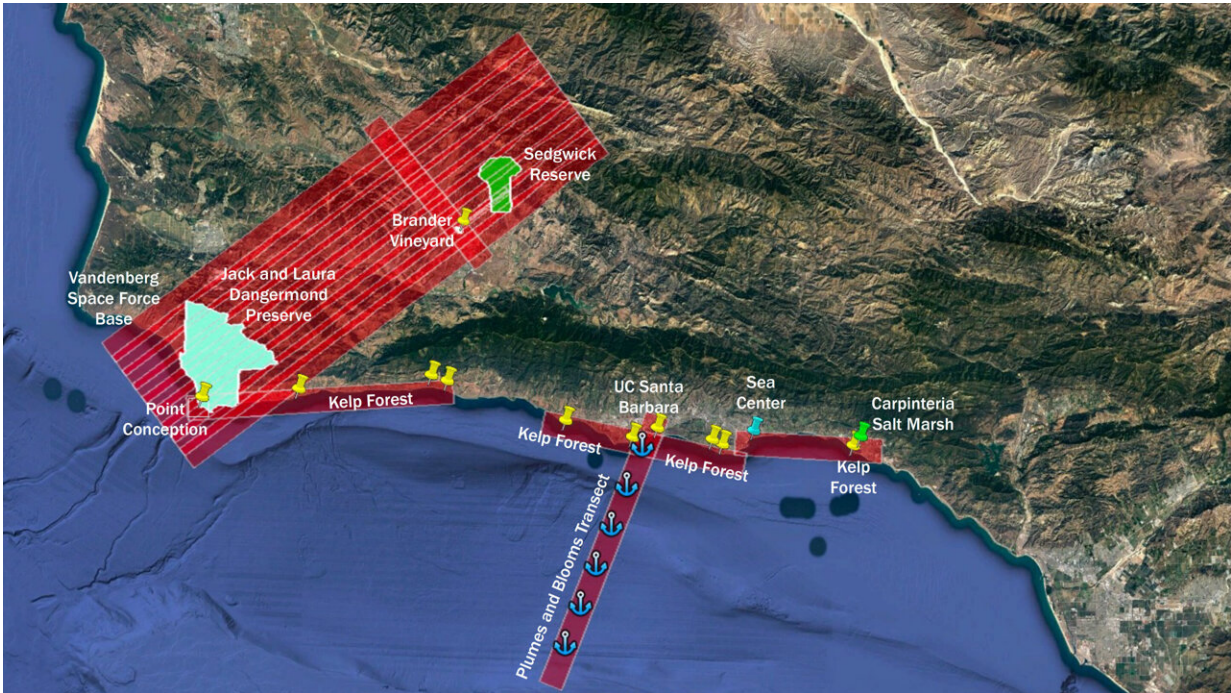 Sedgwick
Reserve
Brander
Vineyard
Vandenberg
Space Force
Base
Jack and Laura
Dangermond
Preserve
Point
Conception
Kelp Forest
Kelp Forest
UC Santa
Barbara
Kelp Forest
Sea
Center
Carpinteria
Salt Marsh
Kelp
Forest
Plumes and Blooms Transect